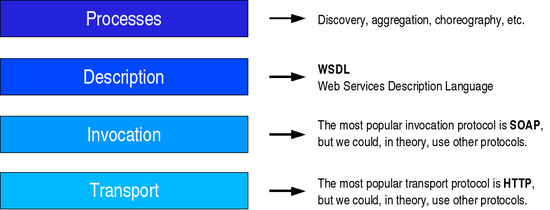 Processes
Discovery, aggregation, choreography, etc.
Description
WSDL
Web Services Description Language
Invocation
The most popular invocation protocol is SOAP,
but we could, in theory, use other protocols.
Transport
The most popular transport protocol is HTTP,
but we could, in theory, use other protocols.